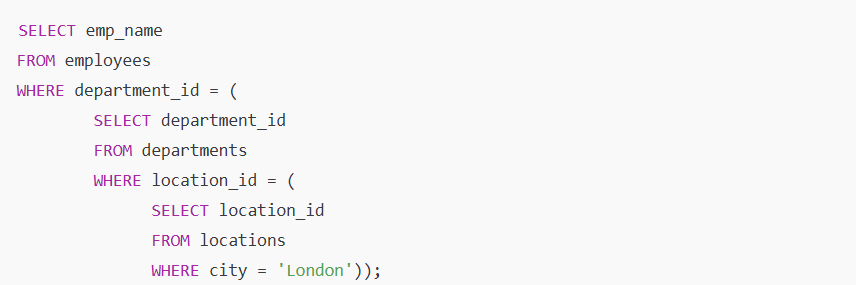 SELECT emp_name
FROM employees
WHERE department_id = (
SELECT department_id
FROM departments
WHERE location_id = (
SELECT location_id
FROM locations
WHERE city = 'London'));